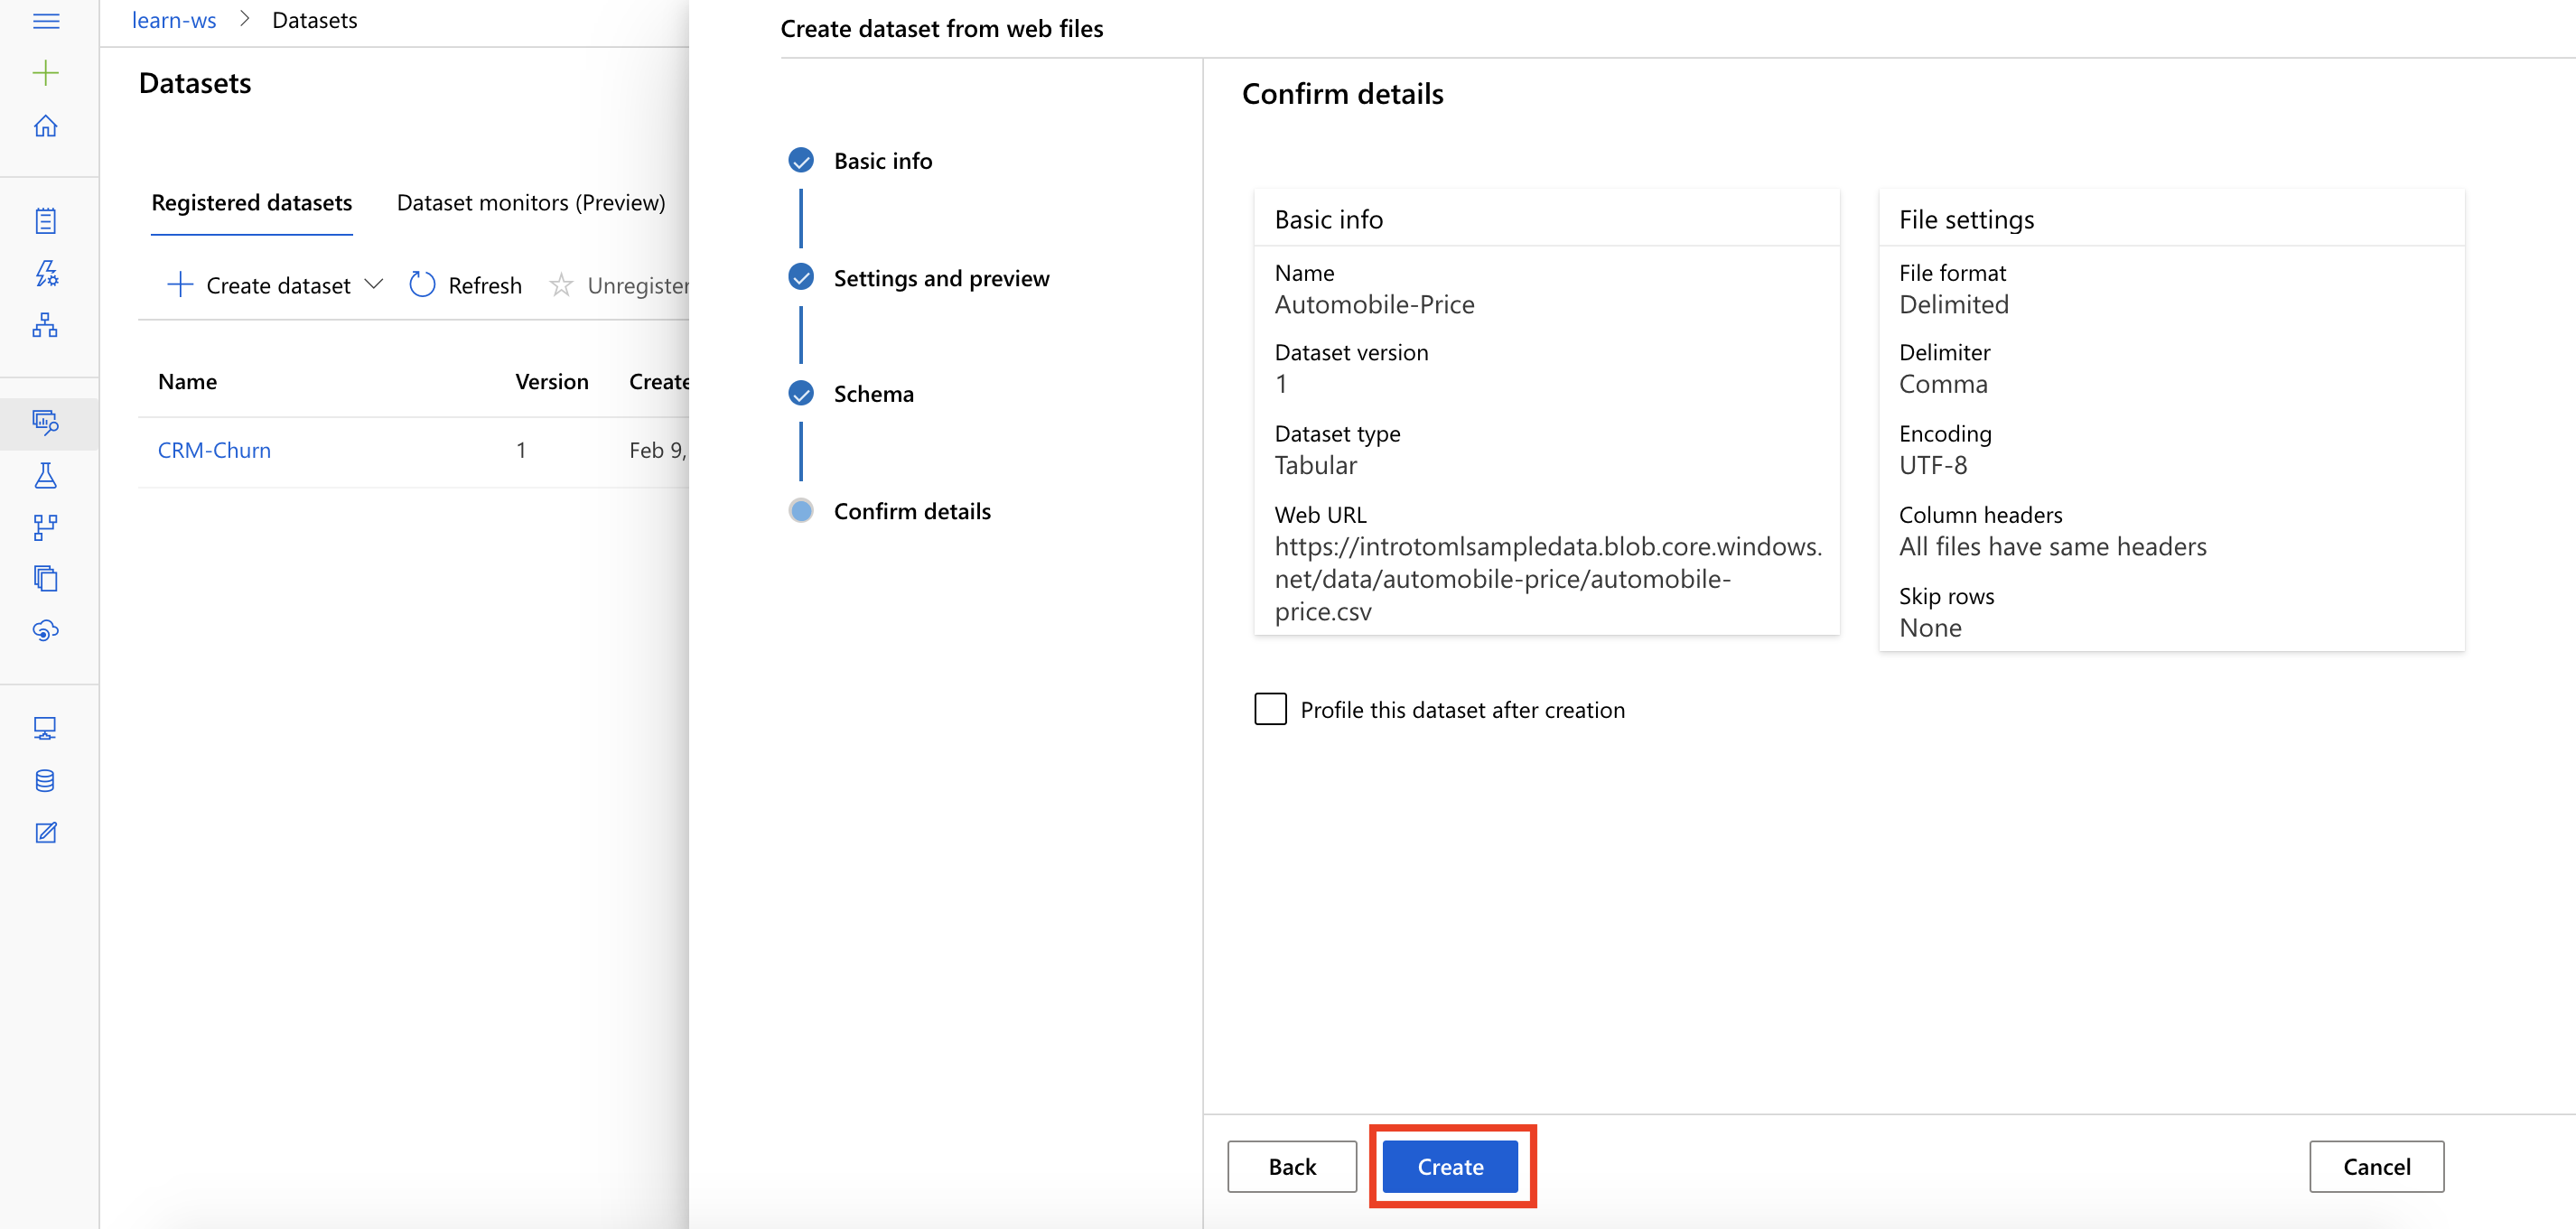 learn-ws > Datasets
Datasets
Registered datasets
Dataset monitors (Preview)
Create dataset
Refresh
Unregister
Name
Version
Create
CRM-Churn
1
Feb 9,
Create dataset from web files
Basic info
Settings and preview
Schema
Confirm details
Confirm details
Basic info
Name
Automobile-Price
Dataset version
1
Dataset type
Tabular
Web URL
https://introtomlsampledata.blob.core.windows.
net/data/automobile-price/automobile-
price.csv
File settings
File format
Delimited
Delimiter
Comma
Encoding
UTF-8
Column headers
All files have same headers
Skip rows
None
Profile this dataset after creation
Back
Create
Cancel